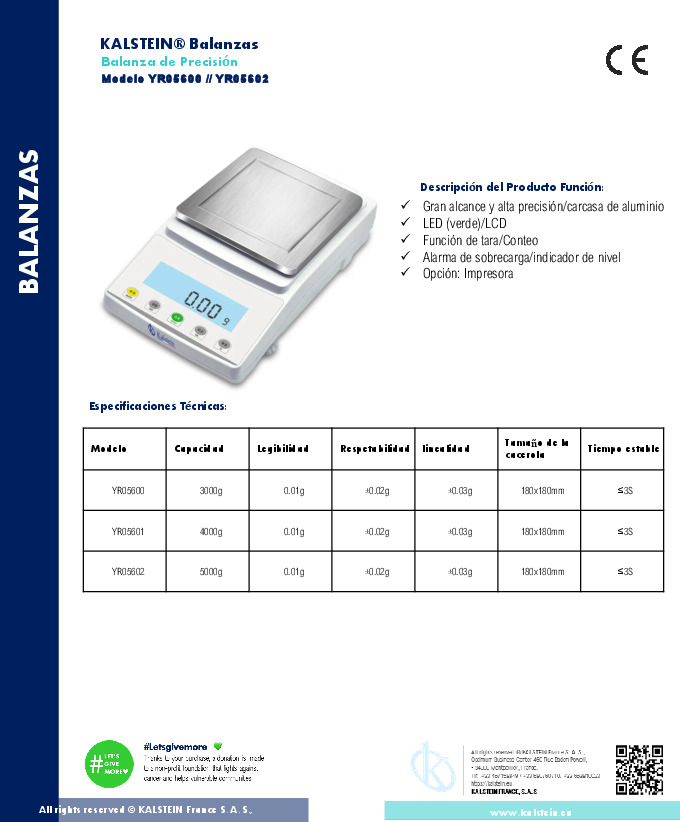 KALSTEIN® Balanzas
Balanza de Precisión
Modelo YR05600 // YR05602
CE
BALANZAS
Descripción del Producto Función:
✓ Gran alcance y alta precisión/carcasa de aluminio
✓ LED (verde)/LCD
✓ Función de tara/Conteo
✓ Alarma de sobrecarga/indicador de nivel
✓ Opción: Impresora
0.00 g
Especificaciones Técnicas:
Modelo Capacidad Legibilidad Respetabilidad linealidad Tamaño de la cacerola Tiempo estable
YR05600 3000g 0.01g ±0.02g ±0.03g 180x180mm ≤3S
YR05601 4000g 0.01g ±0.02g ±0.03g 180x180mm ≤3S
YR05602 5000g 0.01g ±0.02g ±0.03g 180x180mm ≤3S
# LET'S
GIVE
MORE
#Letsgivemore
Thanks to your purchase, a donation is made
to a non-profit foundation that fights against
cancer and helps vulnerable communities
All rights reserved ® KALSTEIN France S. A. S.,
Optimum Business Center 450 Rue Baden Powell,
34000 Montpellier, France.
https://kalstein.eu
KALSTEIN FRANCE, S.A.S
All rights reserved © KALSTEIN France S.A.S.,
www.kalstein.eu